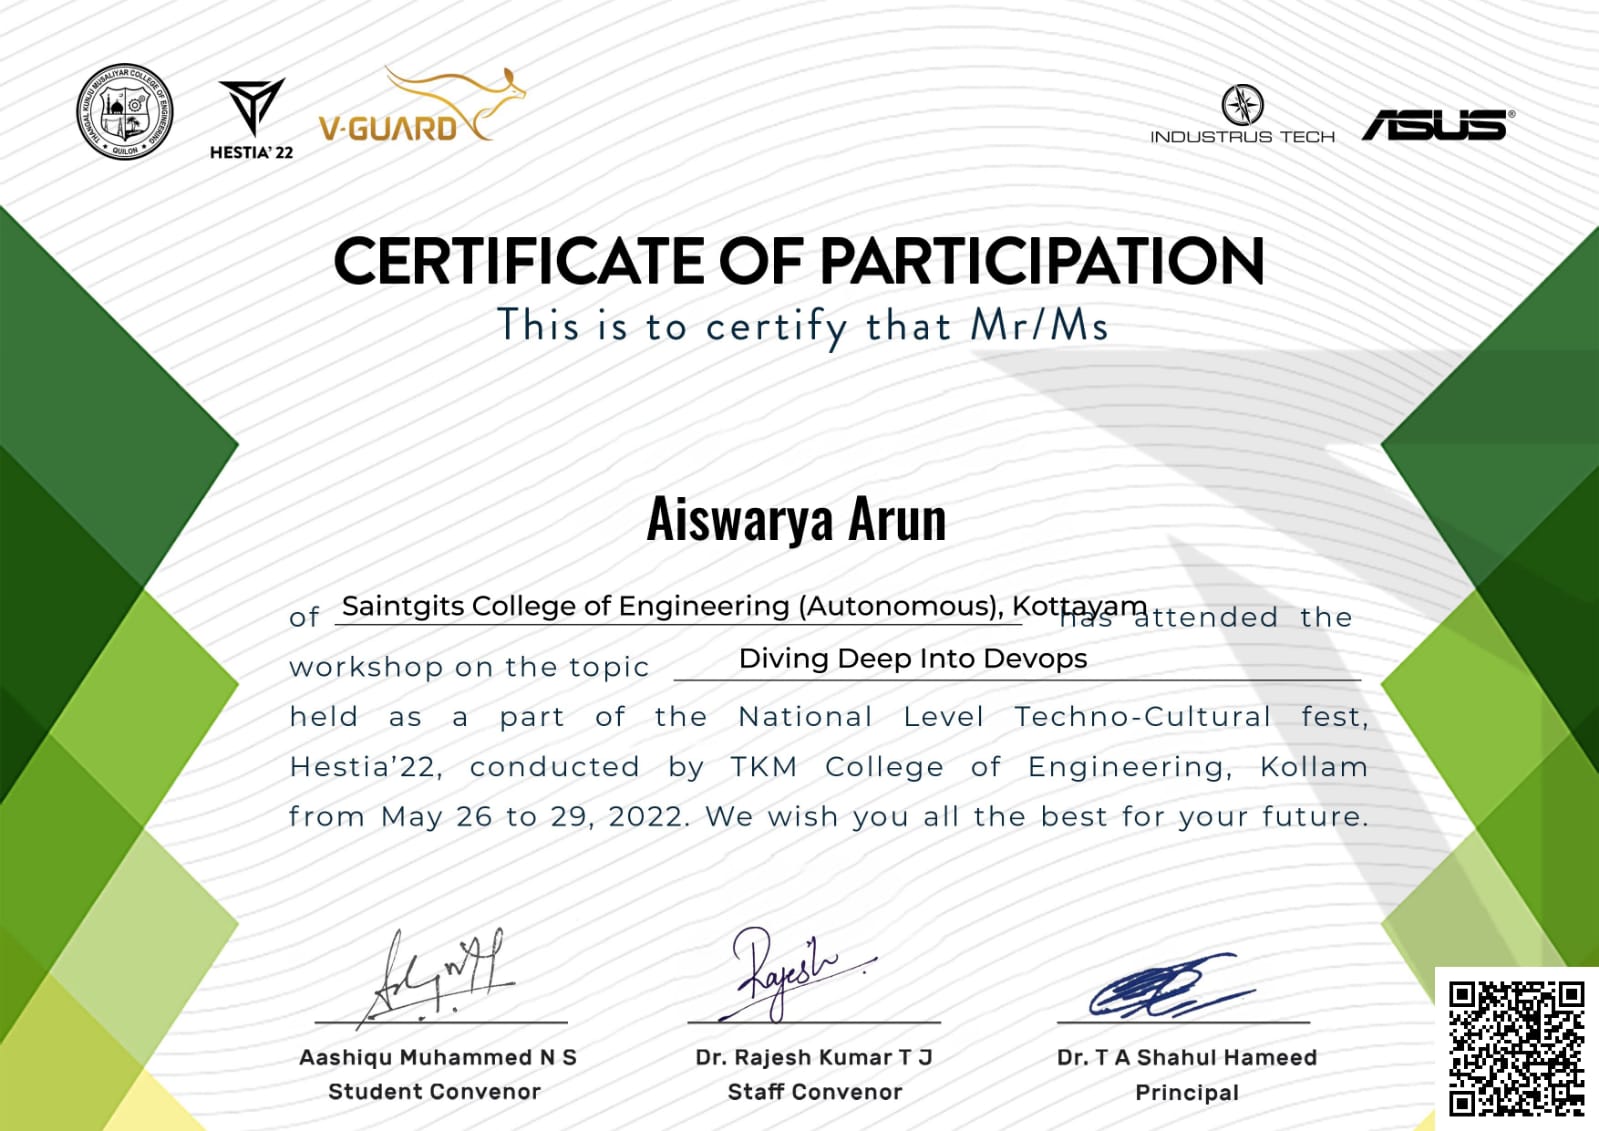 THANGAL KUNJU MUSALIYAR COLLEGE OF ENGINEERING
QUILON
HESTIA'22
V-GUARD
INDUSTRUS TECH
ASUS®
CERTIFICATE OF PARTICIPATION
This is to certify that Mr/Ms
Aiswarya Arun
of Saintgits College of Engineering (Autonomous), Kottayam has attended the
workshop on the topic Diving Deep Into Devops
held as a part of the National Level Techno-Cultural fest,
Hestia’22, conducted by TKM College of Engineering, Kollam
from May 26 to 29, 2022. We wish you all the best for your future.
Rajesh
Aashiqu Muhammed N S
Student Convenor
Dr. Rajesh Kumar T J
Staff Convenor
Dr. T A Shahul Hameed
Principal